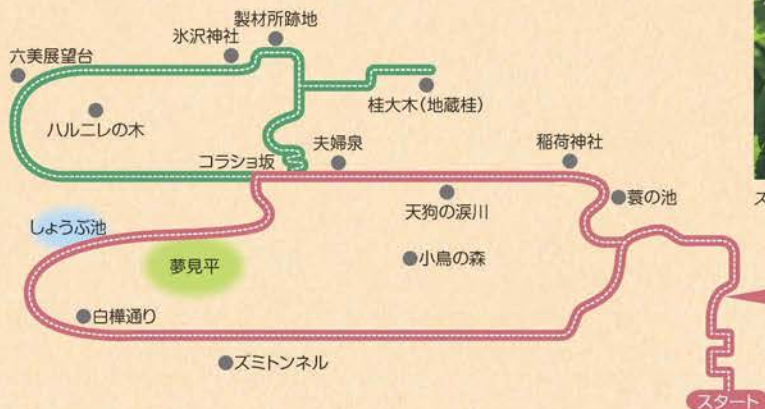 製材所跡地
氷沢神社
六美展望台
桂大木(地蔵桂)
ハルニレの木
夫婦泉
稲荷神社
コラショ坂
蓑の池
ス
天狗の涙川
しょうぶ池
小鳥の森
夢見平
白樺通り
ズミトンネル
スタート